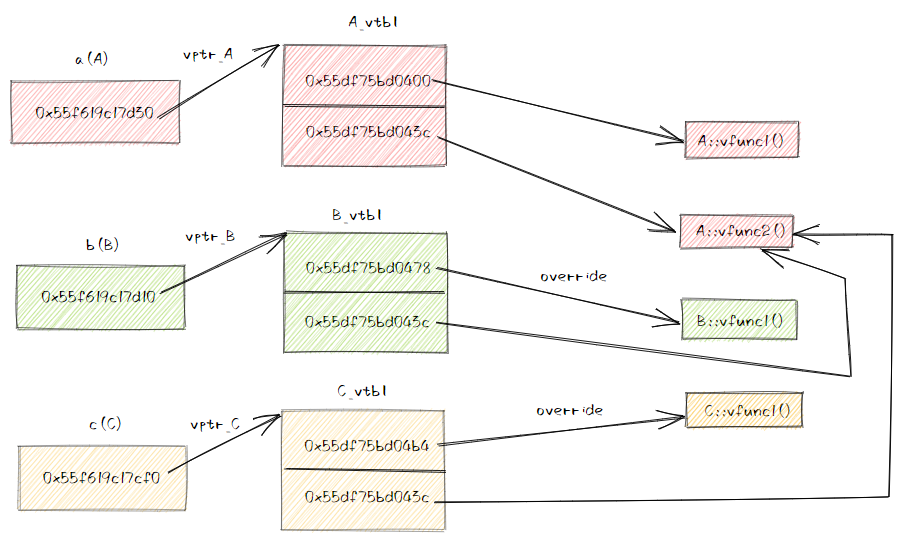 A_vtbl
a(A)
vptr_A
0x55df75bd0400
0x55f619c17d30
0x55df75bd043c
A::vfunc1()
B_vtbl
A::vfunc2()
b(B)
vptr_B
0x55df75bd0478
override
0x55f619c17d10
0x55df75bd043c
B::vfunc1()
C_vtbl
override
C::vfunc1()
c(C)
vptr_C
0x55df75bd04b4
0x55f619c17cf0
0x55df75bd043c